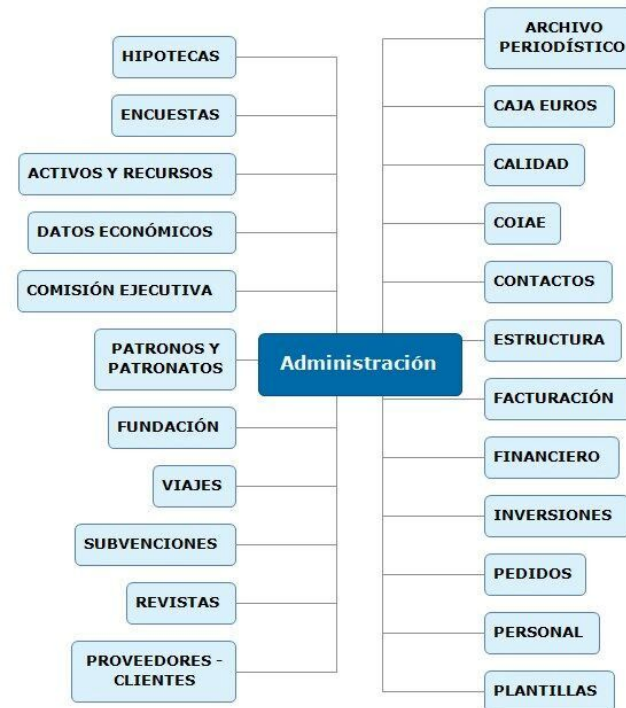 HIPOTECAS
ENCUESTAS
ACTIVOS Y RECURSOS
DATOS ECONÓMICOS
COMISIÓN EJECUTIVA
PATRONOS Y
PATRONATOS
FUNDACIÓN
VIAJES
SUBVENCIONES
REVISTAS
PROVEEDORES -
CLIENTES
Administración
ARCHIVO
PERIODÍSTICO
CAJA EUROS
CALIDAD
COIAE
CONTACTOS
ESTRUCTURA
FACTURACIÓN
FINANCIERO
INVERSIONES
PEDIDOS
PERSONAL
PLANTILLAS